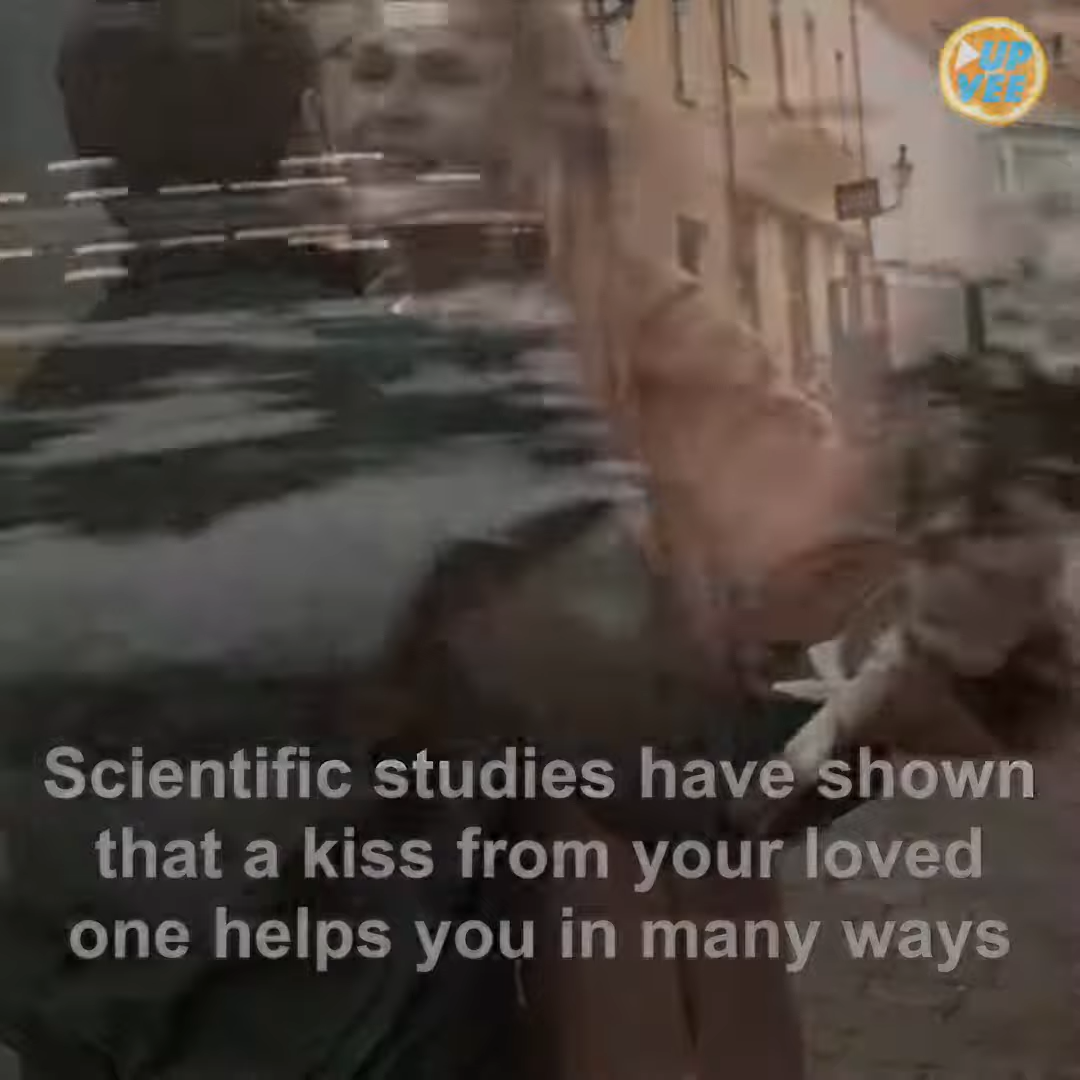 UP
VEE
Scientific studies have shown
that a kiss from your loved
one helps you in many ways